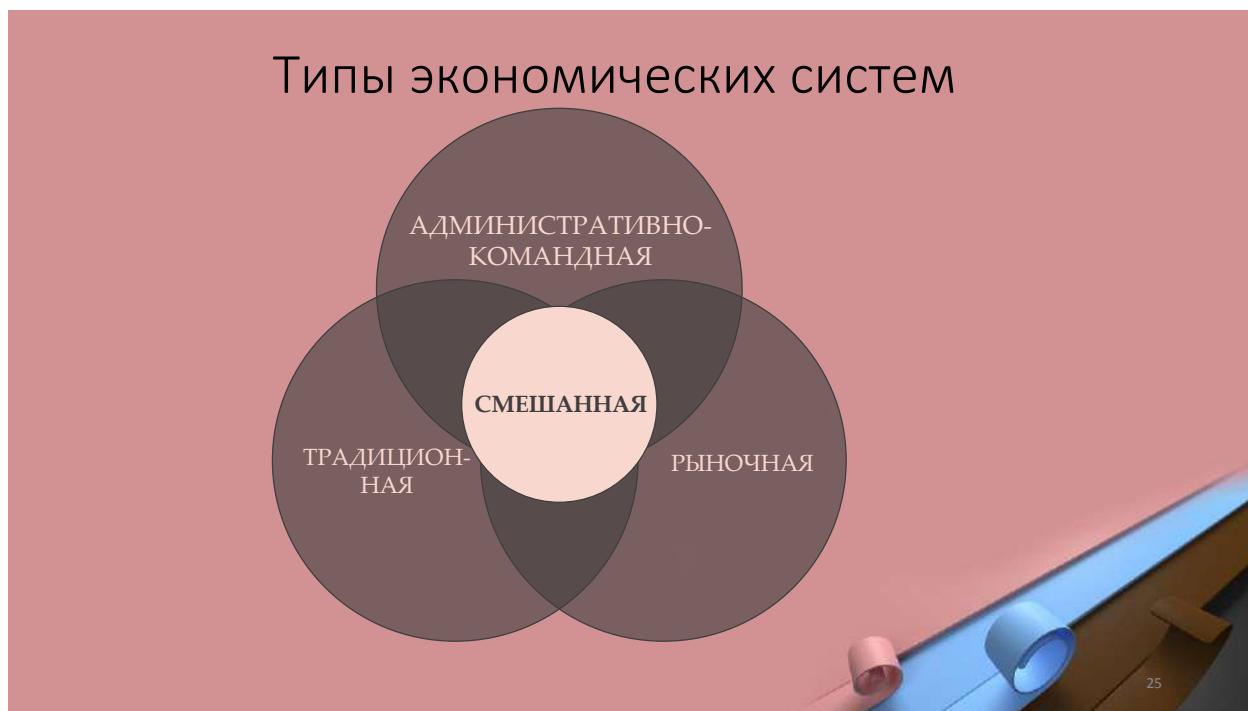 Типы экономических систем
АДМИНИСТРАТИВНО-
КОМАНДНАЯ
СМЕШАННАЯ
ТРАДИЦИОН-
НАЯ
РЫНОЧНАЯ
25